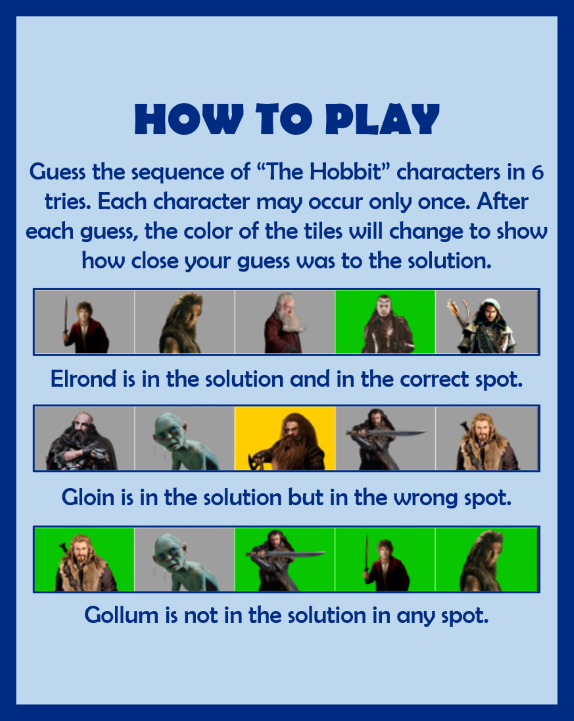 HOW TO PLAY
Guess the sequence of “The Hobbit” characters in 6
tries. Each character may occur only once. After
each guess, the color of the tiles will change to show
how close your guess was to the solution.
Elrond is in the solution and in the correct spot.
Gloin is in the solution but in the wrong spot.
Gollum is not in the solution in any spot.